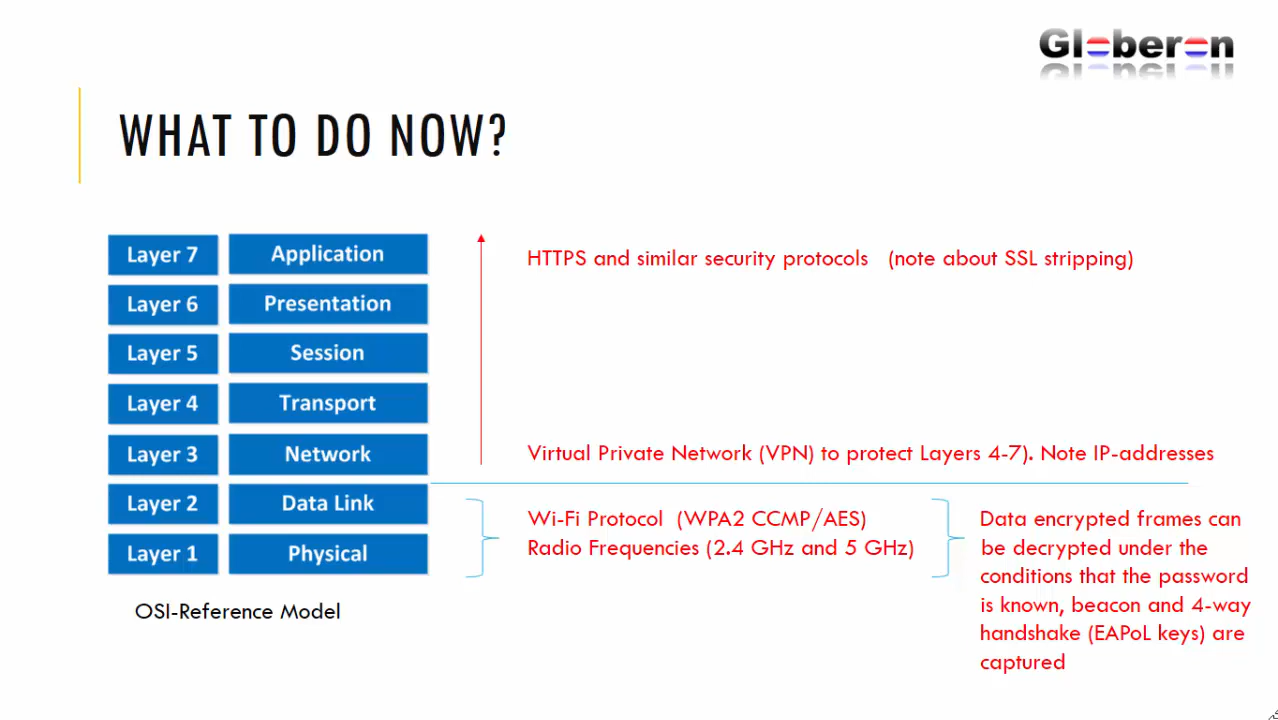 Globeron
WHAT TO DO NOW?
Layer 7 Application
HTTPS and similar security protocols (note about SSL stripping)
Layer 6 Presentation
Layer 5 Session
Layer 4 Transport
Layer 3 Network
Virtual Private Network (VPN) to protect Layers 4-7). Note IP-addresses
Layer 2 Data Link
Layer 1 Physical
Wi-Fi Protocol (WPA2 CCMP/AES)
Radio Frequencies (2.4 GHz and 5 GHz)
Data encrypted frames can
be decrypted under the
conditions that the password
is known, beacon and 4-way
handshake (EAPoL keys) are
captured
OSI-Reference Model